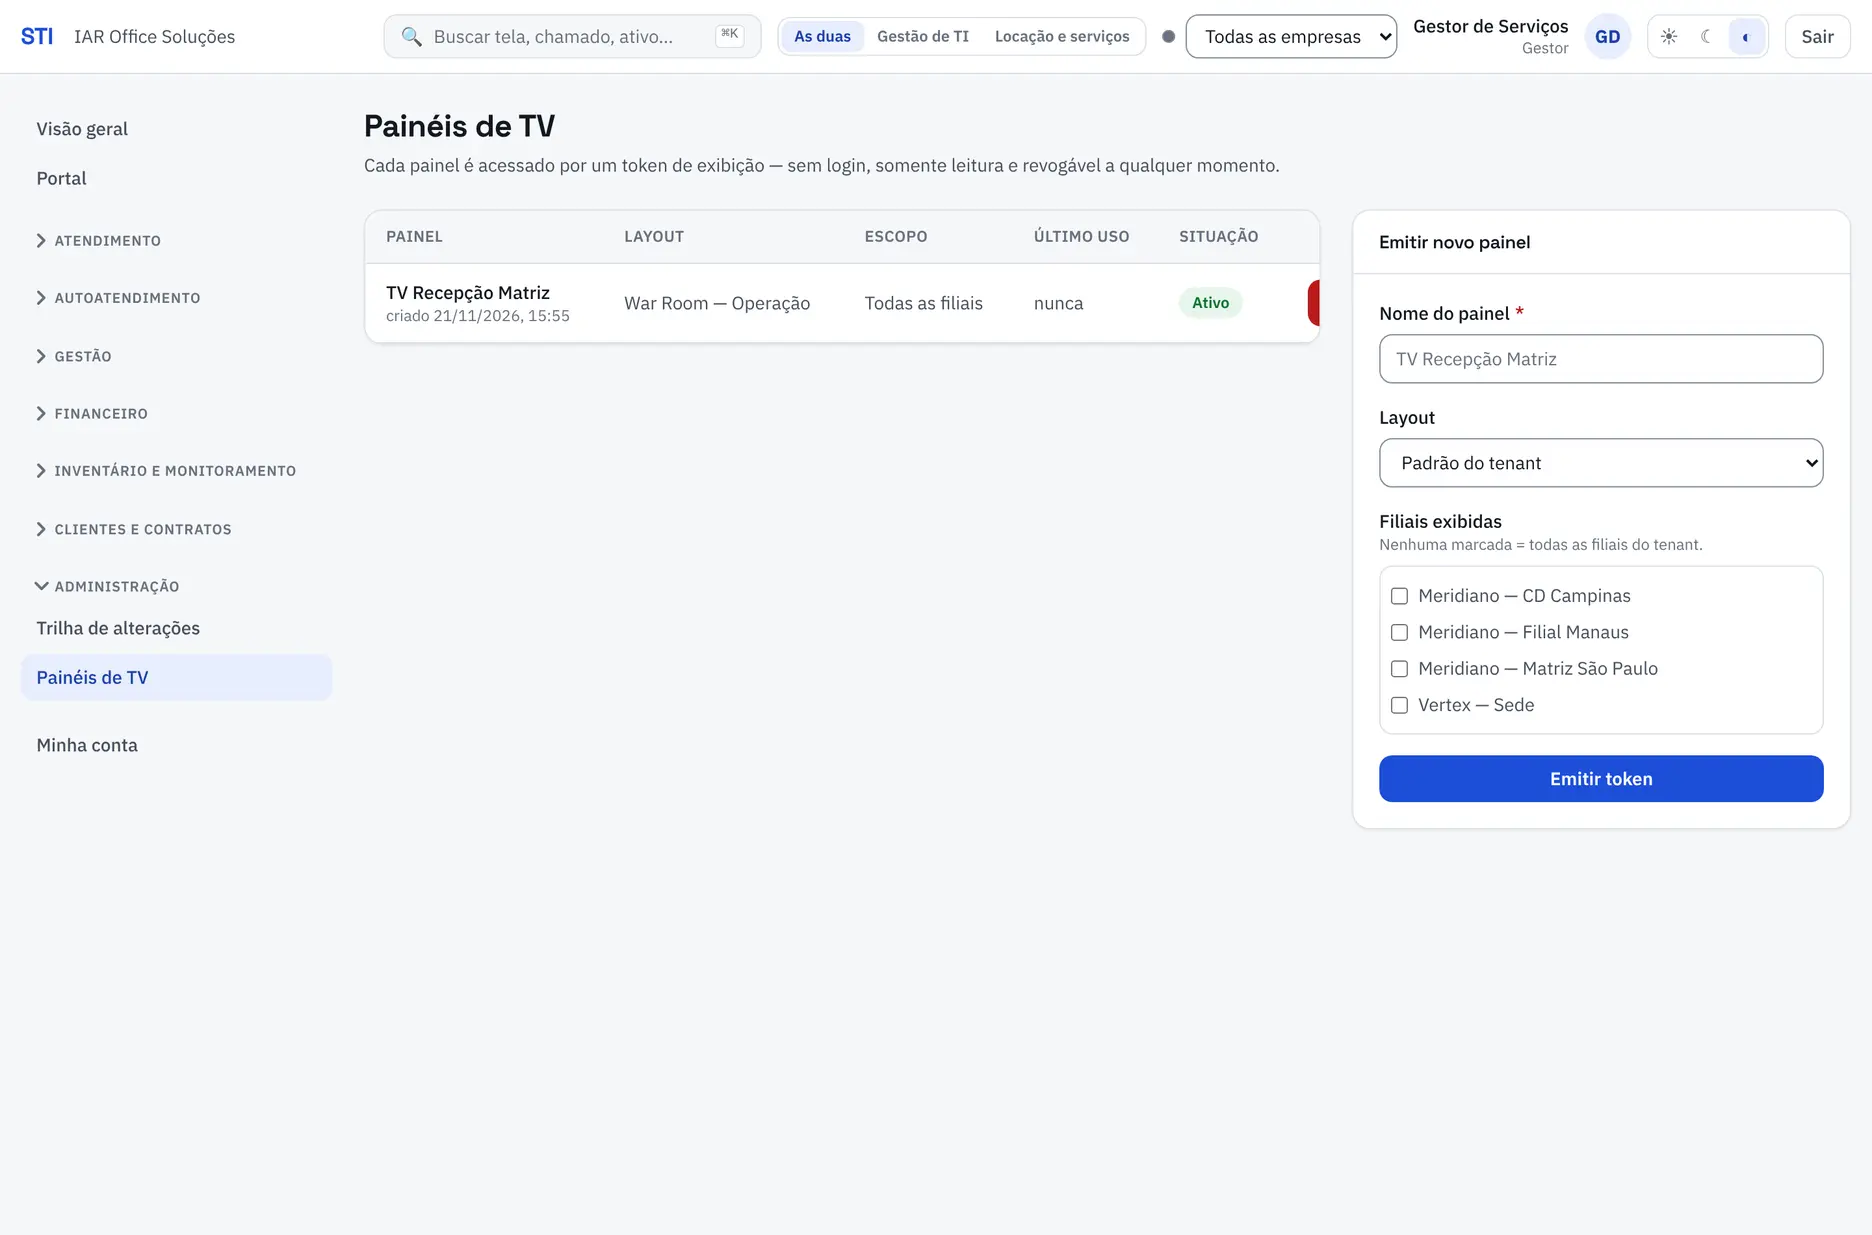 STI IAR Office Soluções
Buscar tela, chamado, ativo... ⌘K
As duas Gestão de TI Locação e serviços
Todas as empresas
Gestor de Serviços
Gestor
GD
Sair
Visão geral
Portal
ATENDIMENTO
AUTOATENDIMENTO
GESTÃO
FINANCEIRO
INVENTÁRIO E MONITORAMENTO
CLIENTES E CONTRATOS
ADMINISTRAÇÃO
Trilha de alterações
Painéis de TV
Minha conta
Painéis de TV
Cada painel é acessado por um token de exibição — sem login, somente leitura e revogável a qualquer momento.
PAINEL LAYOUT ESCOPO ÚLTIMO USO SITUAÇÃO
TV Recepção Matriz War Room — Operação Todas as filiais nunca Ativo
criado 21/11/2026, 15:55
Emitir novo painel
Nome do painel *
TV Recepção Matriz
Layout
Padrão do tenant
Filiais exibidas
Nenhuma marcada = todas as filiais do tenant.
Meridiano — CD Campinas
Meridiano — Filial Manaus
Meridiano — Matriz São Paulo
Vertex — Sede
Emitir token